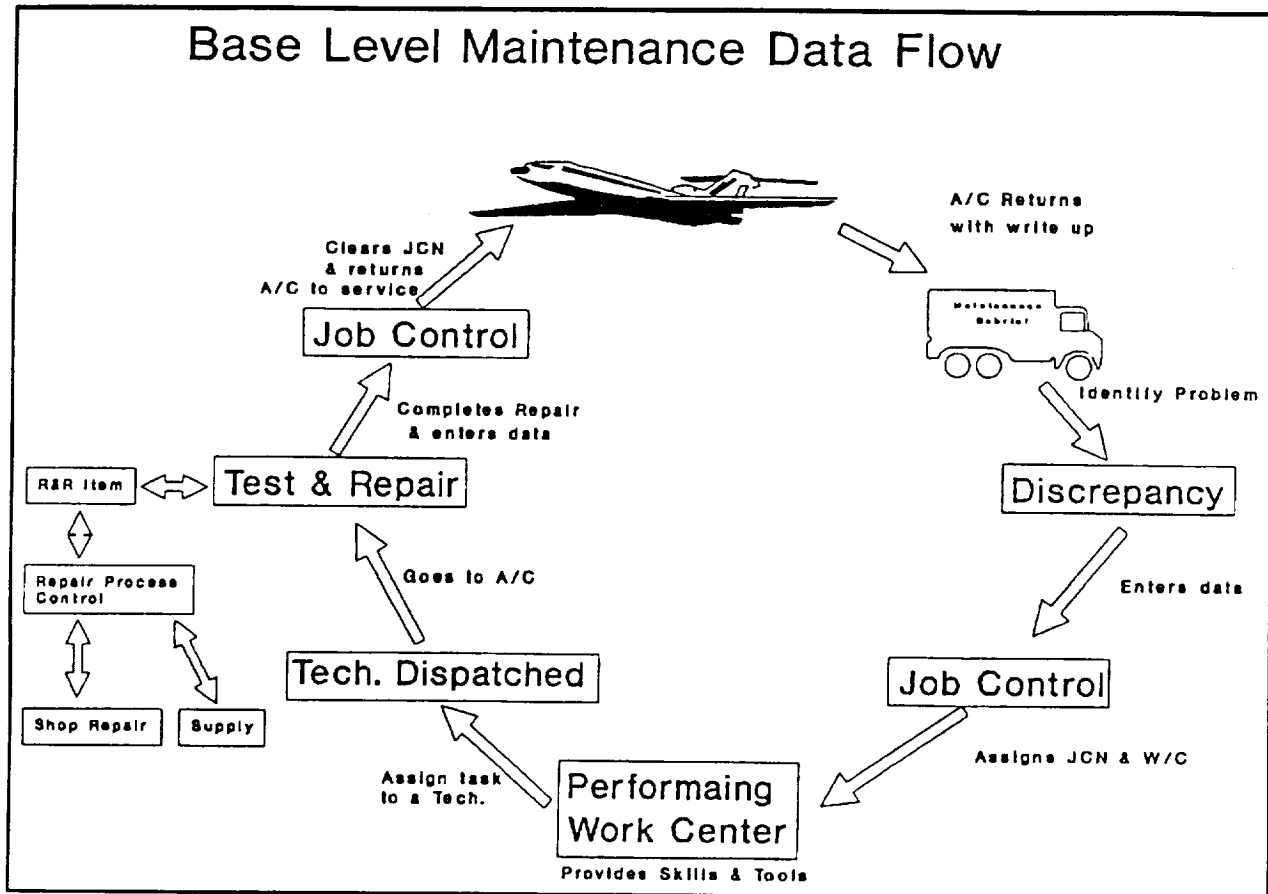 Base Level Maintenance Data Flow
A/C Returns
with write up
Maintenance
Debrief
Identify Problem
Discrepancy
Enters data
Job Control
Assigns JCN & W/C
Performaing
Work Center
Provides Skills & Tools
Assign task
to a Tech.
Tech. Dispatched
Goes to A/C
Test & Repair
R&R Item
Repair Process
Control
Shop Repair
Supply
Completes Repair
& enters data
Job Control
Clears JCN
& returns
A/C to service